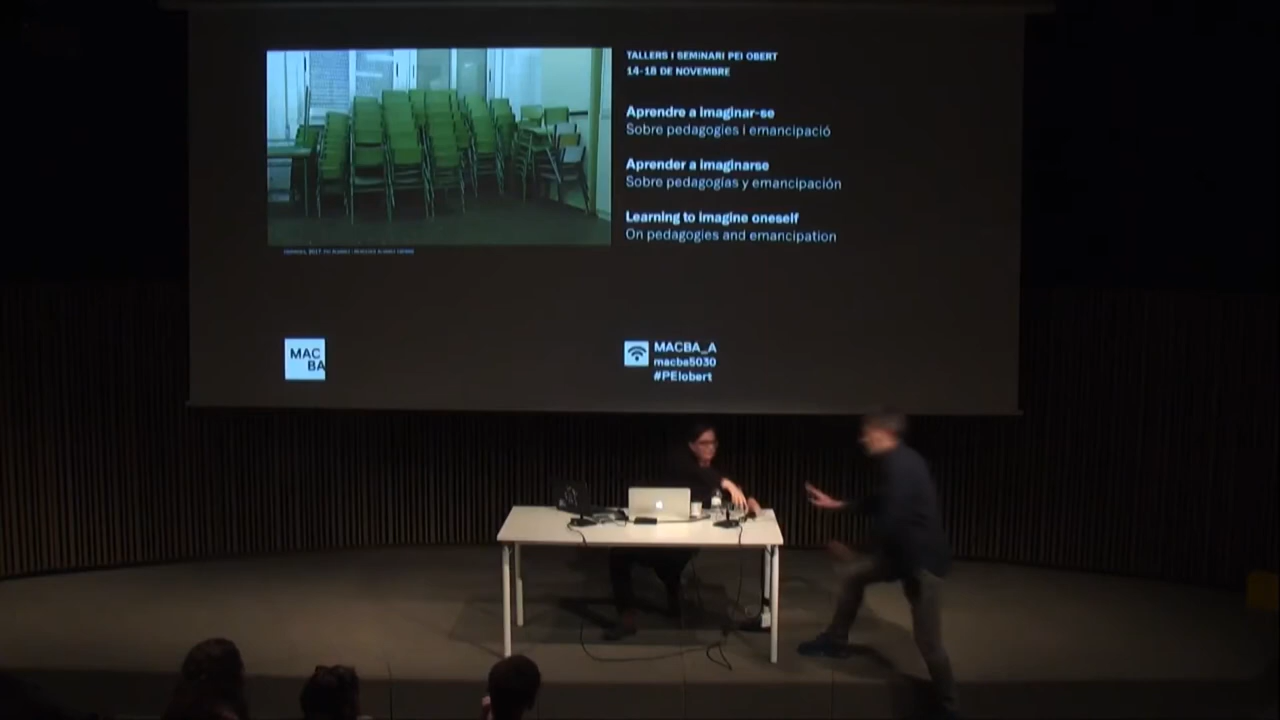 TALLERS I SEMINARI PEI OBERT
14-18 DE NOVEMBRE
Aprendre a imaginar-se
Sobre pedagogies i emancipació
Aprender a imaginarse
Sobre pedagogías y emancipación
Learning to imagine oneself
On pedagogies and emancipation
MAC
BA
MACBA_A
macba5030
#PEIobert